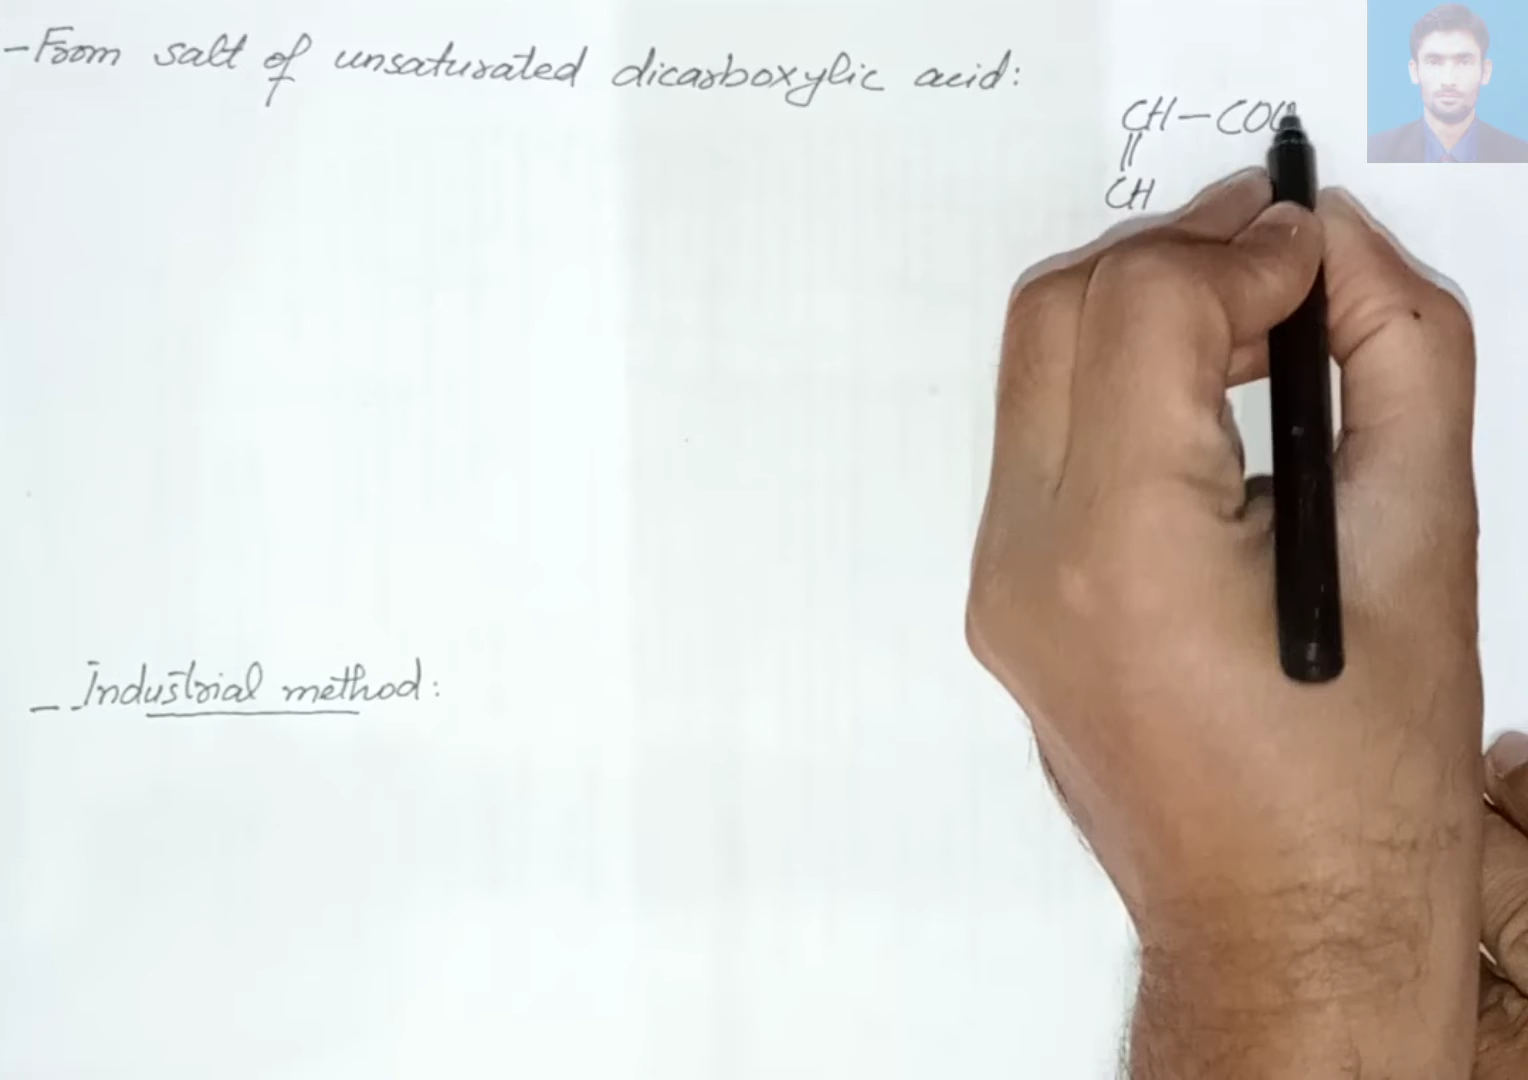 - From salt of unsaturated dicarboxylic acid:
CH - COO
||
CH
- Industrial method: